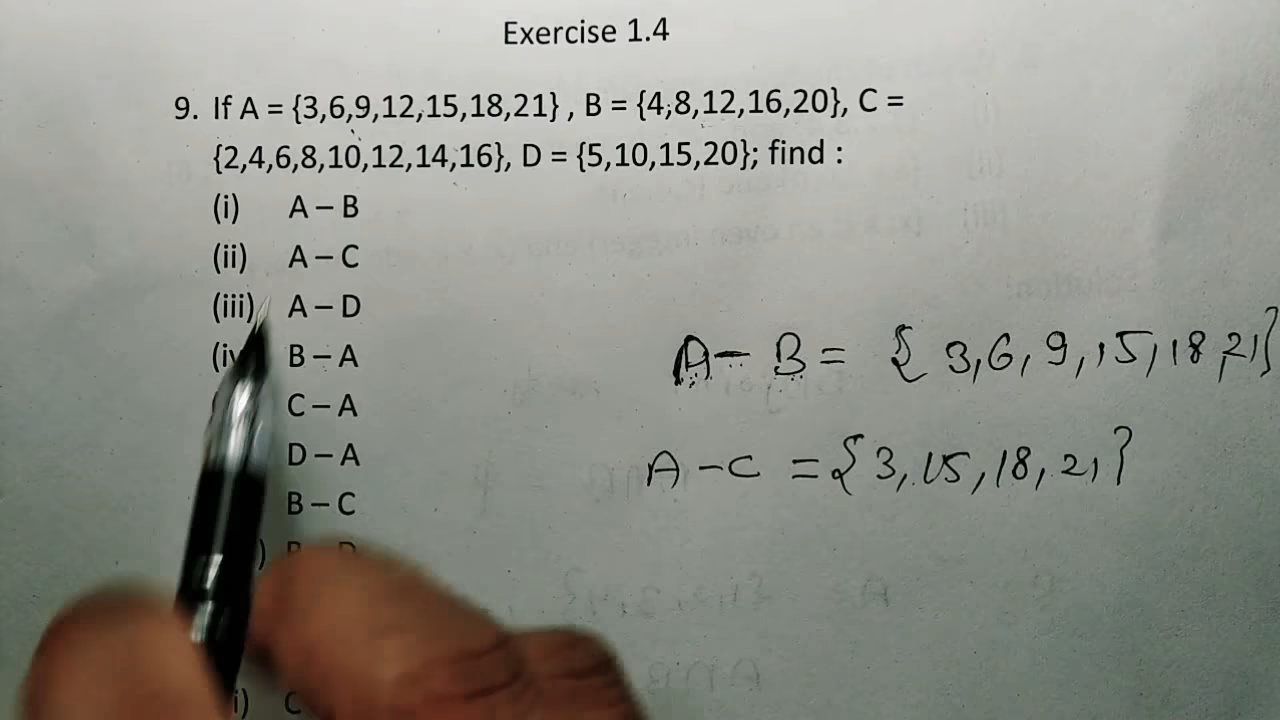 Exercise 1.4
9. If A = {3,6,9,12,15,18,21} , B = {4,8,12,16,20}, C =
{2,4,6,8,10,12,14,16}, D = {5,10,15,20}; find :
(i) A – B
(ii) A – C
(iii) A – D
(iv B – A
C – A
D – A
B – C
) B – D
i) C
A - B = { 3,6,9,15,18,21}
A - C = {3,15,18,21}